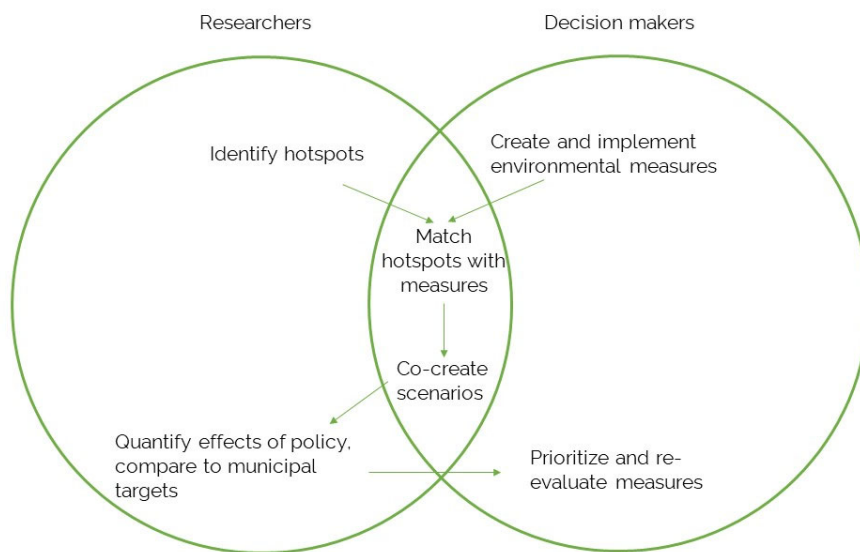 Researchers
Decision makers
Identify hotspots
Create and implement
environmental measures
Match
hotspots with
measures
Co-create
scenarios
Quantify effects of policy,
compare to municipal
targets
Prioritize and re-
evaluate measures